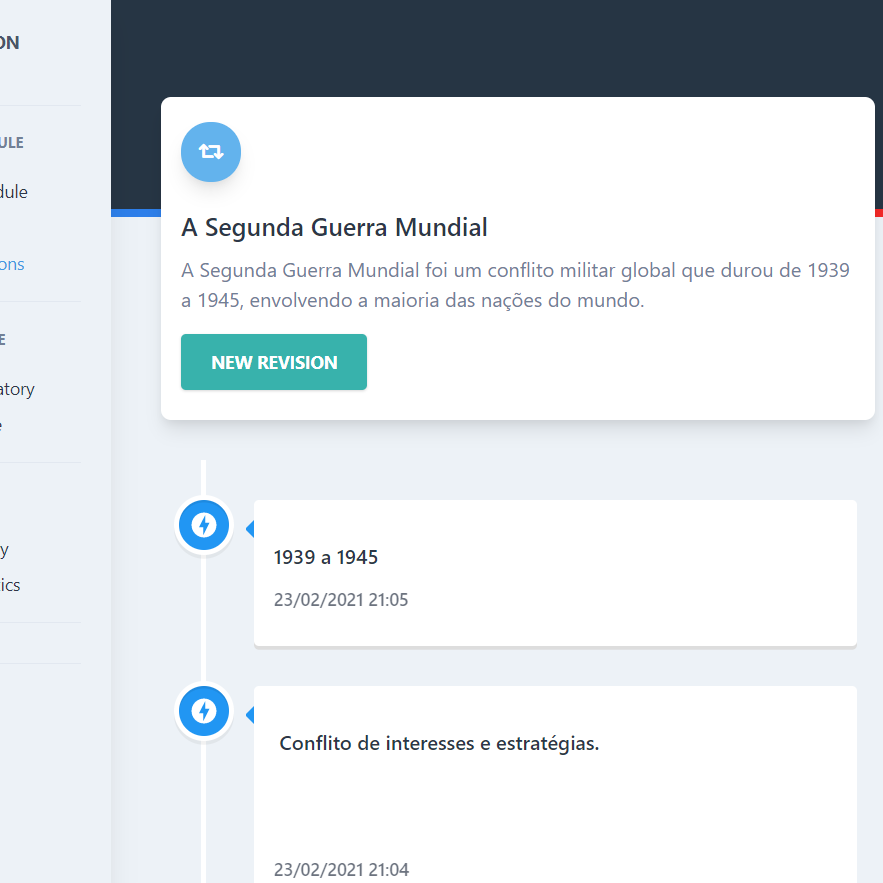 ON
ULE
dule
ons
E
atory
e
y
tics
A Segunda Guerra Mundial
A Segunda Guerra Mundial foi um conflito militar global que durou de 1939
a 1945, envolvendo a maioria das nações do mundo.
NEW REVISION
1939 a 1945
23/02/2021 21:05
Conflito de interesses e estratégias.
23/02/2021 21:04